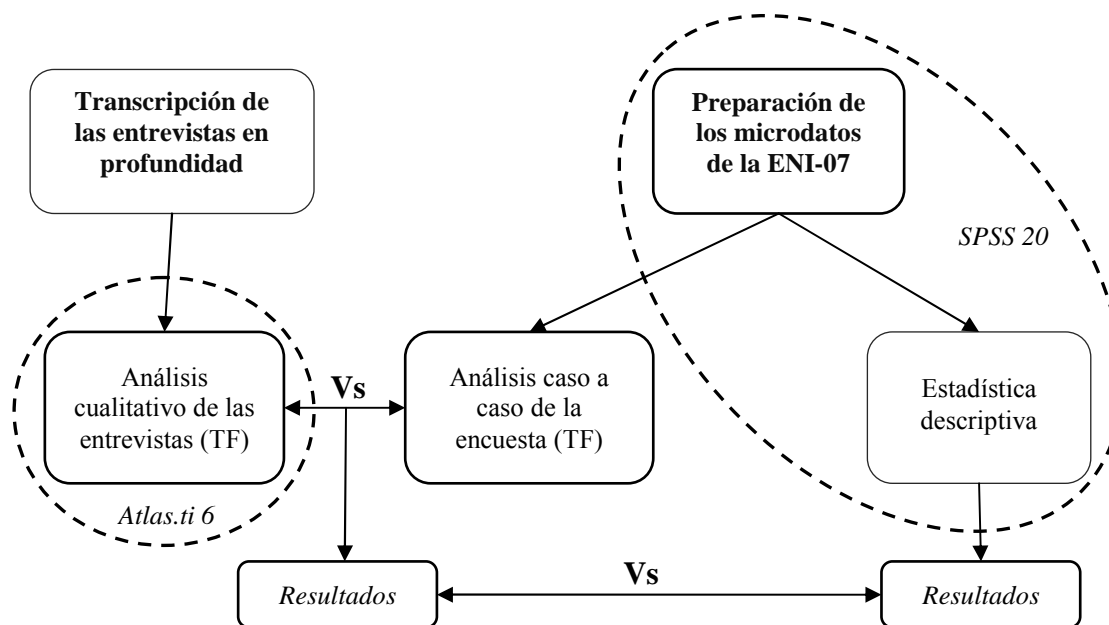 Transcripción de
las entrevistas en
profundidad
Preparación de
los microdatos
de la ENI-07
SPSS 20
Análisis
cualitativo de las
entrevistas (TF)
Vs
Análisis caso a
caso de la
encuesta (TF)
Estadística
descriptiva
Atlas.ti 6
Resultados
Vs
Resultados